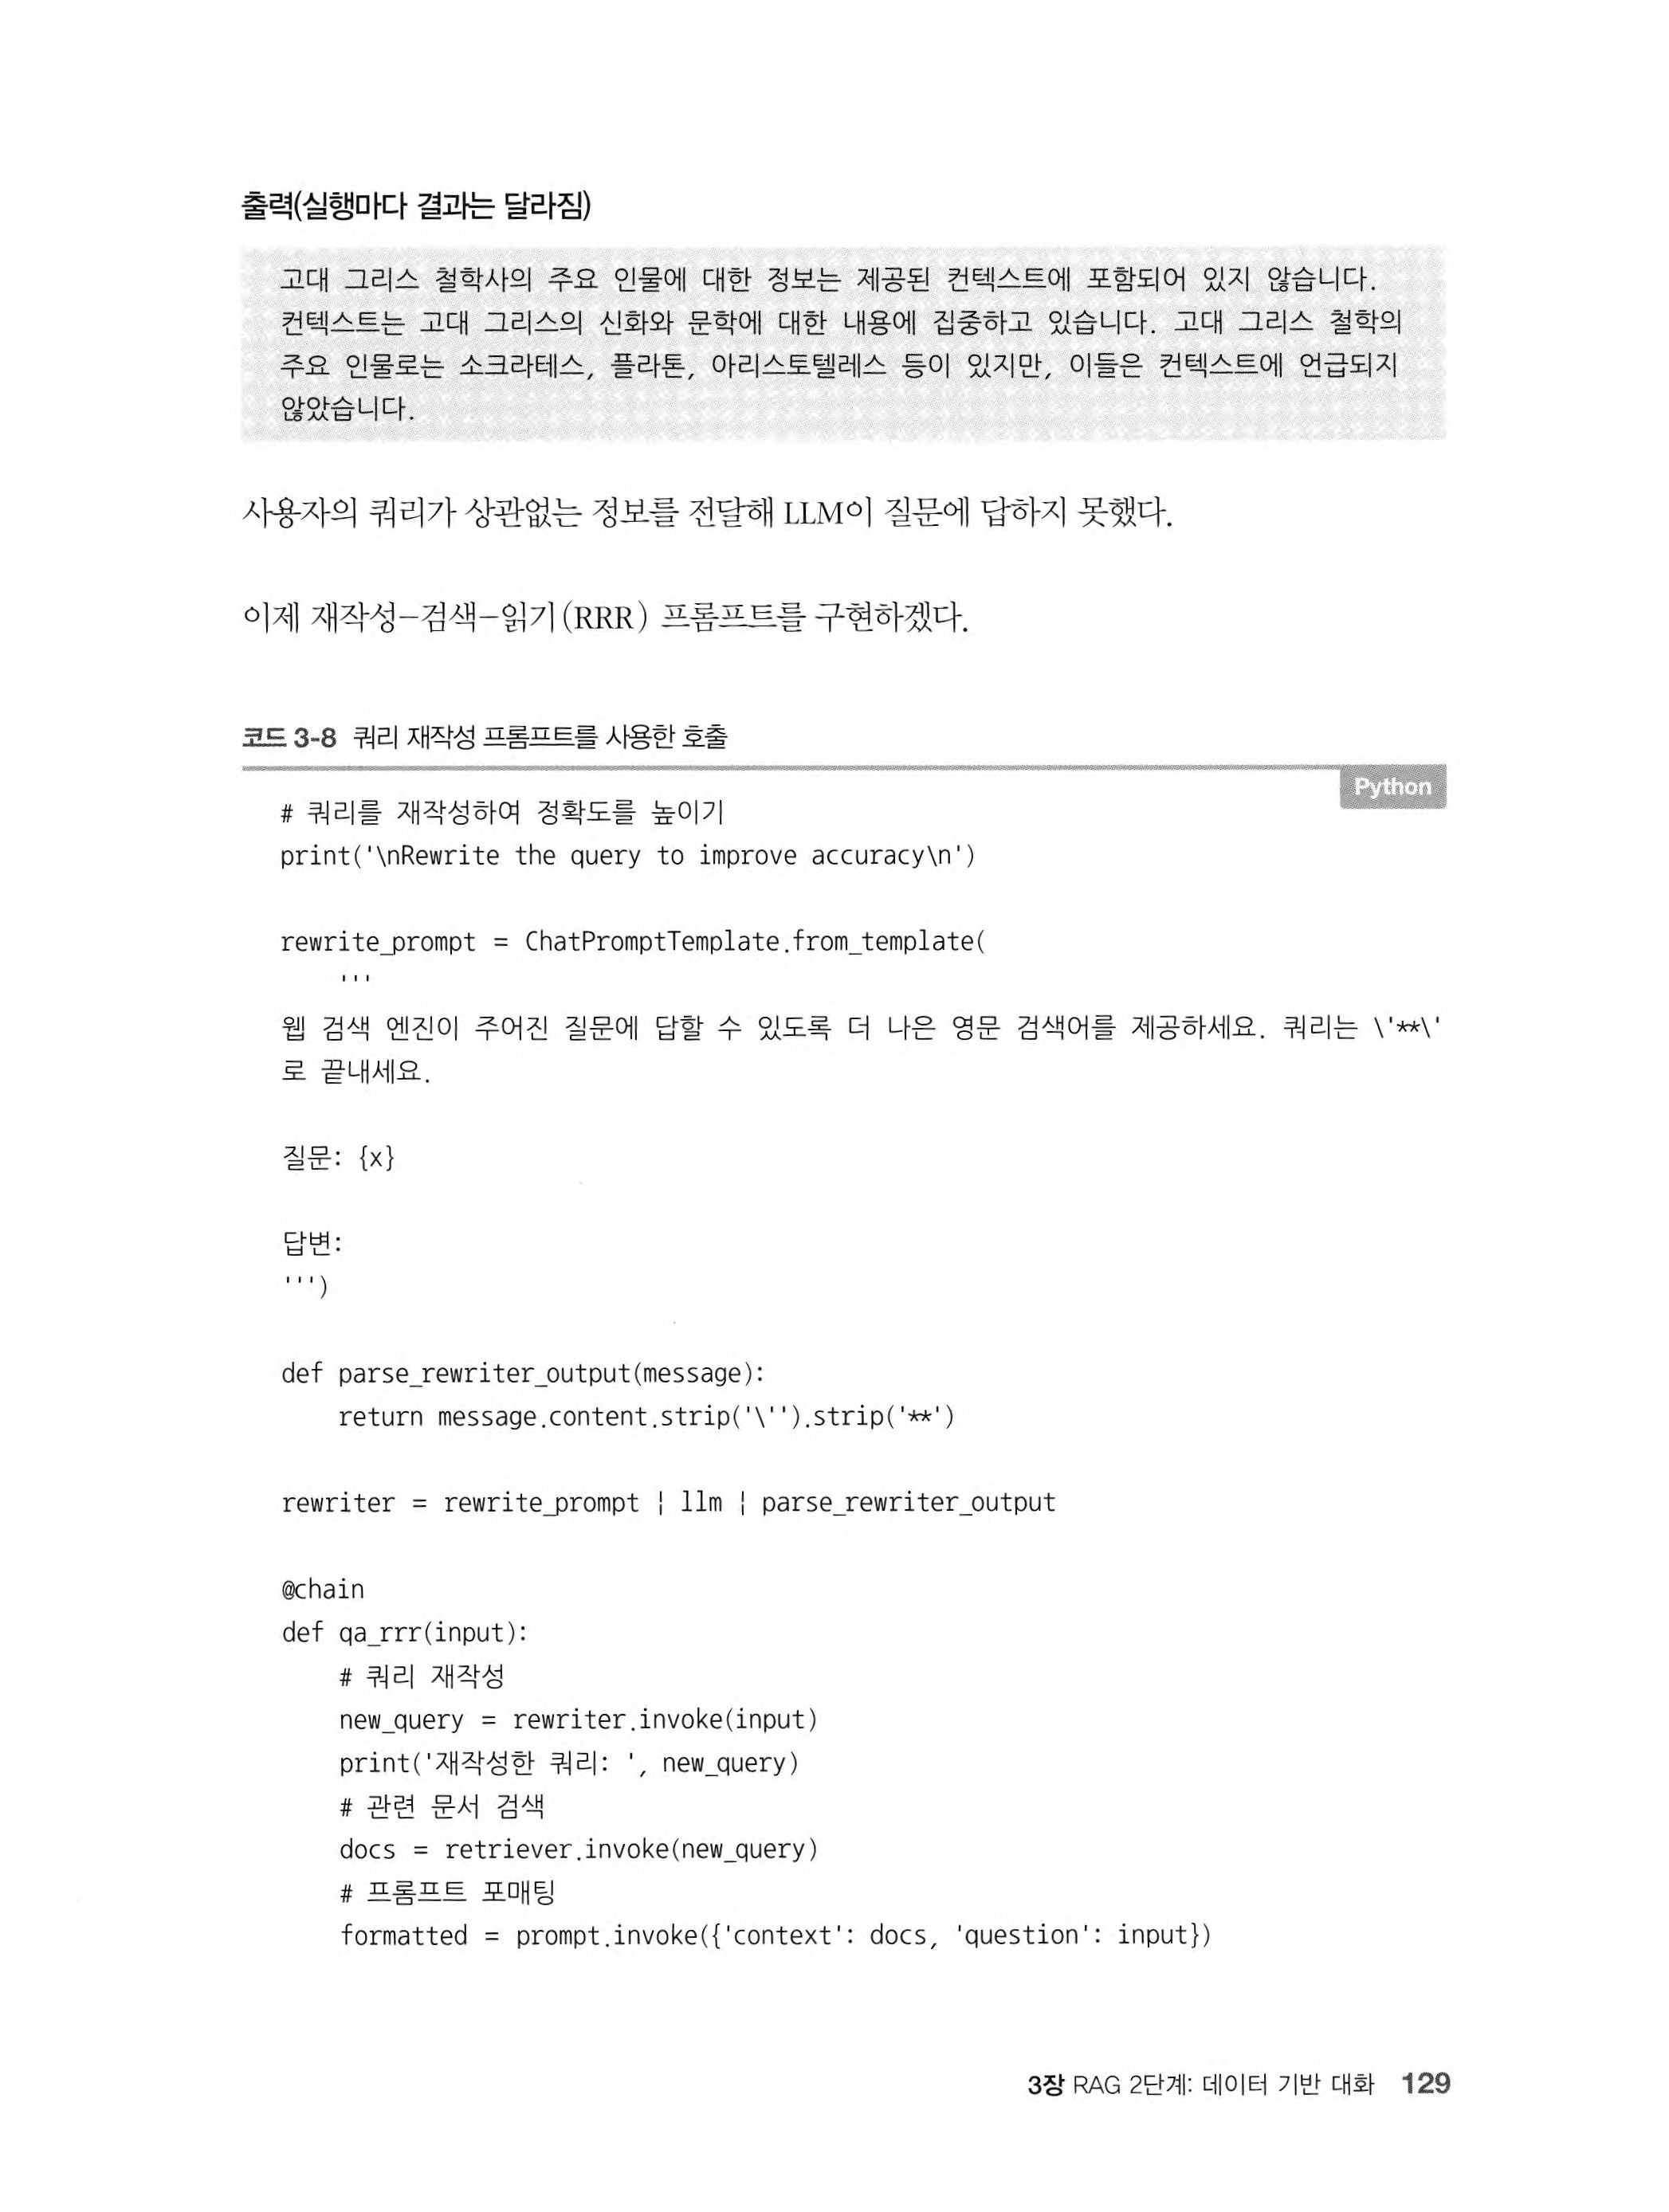 출력(실행마다 결과는 달라짐)
고대 그리스 철학사의 주요 인물에 대한 정보는 제공된 컨텍스트에 포함되어 있지 않습니다.
컨텍스트는 고대 그리스의 신화와 문학에 대한 내용에 집중하고 있습니다. 고대 그리스 철학의
주요 인물로는 소크라테스, 플라톤, 아리스토텔레스 등이 있지만, 이들은 컨텍스트에 언급되지
않았습니다.
사용자의 쿼리가 상관없는 정보를 전달해 LLM이 질문에 답하지 못했다.
이제 재작성–검색–읽기(RRR) 프롬프트를 구현하겠다.
코드 3-8 쿼리 재작성 프롬프트를 사용한 호출
Python
# 쿼리를 재작성하여 정확도를 높이기
print('\nRewrite the query to improve accuracy\n')
rewrite_prompt = ChatPromptTemplate.from_template(
    '''
웹 검색 엔진이 주어진 질문에 답할 수 있도록 더 나은 영문 검색어를 제공하세요. 쿼리는 \'**\'
로 끝내세요.
질문: {x}
답변:
''')
def parse_rewriter_output(message):
    return message.content.strip('\'').strip('**')
rewriter = rewrite_prompt | llm | parse_rewriter_output
@chain
def qa_rrr(input):
    # 쿼리 재작성
    new_query = rewriter.invoke(input)
    print('재작성한 쿼리: ', new_query)
    # 관련 문서 검색
    docs = retriever.invoke(new_query)
    # 프롬프트 포매팅
    formatted = prompt.invoke({'context': docs, 'question': input})
3장 RAG 2단계: 데이터 기반 대화 129